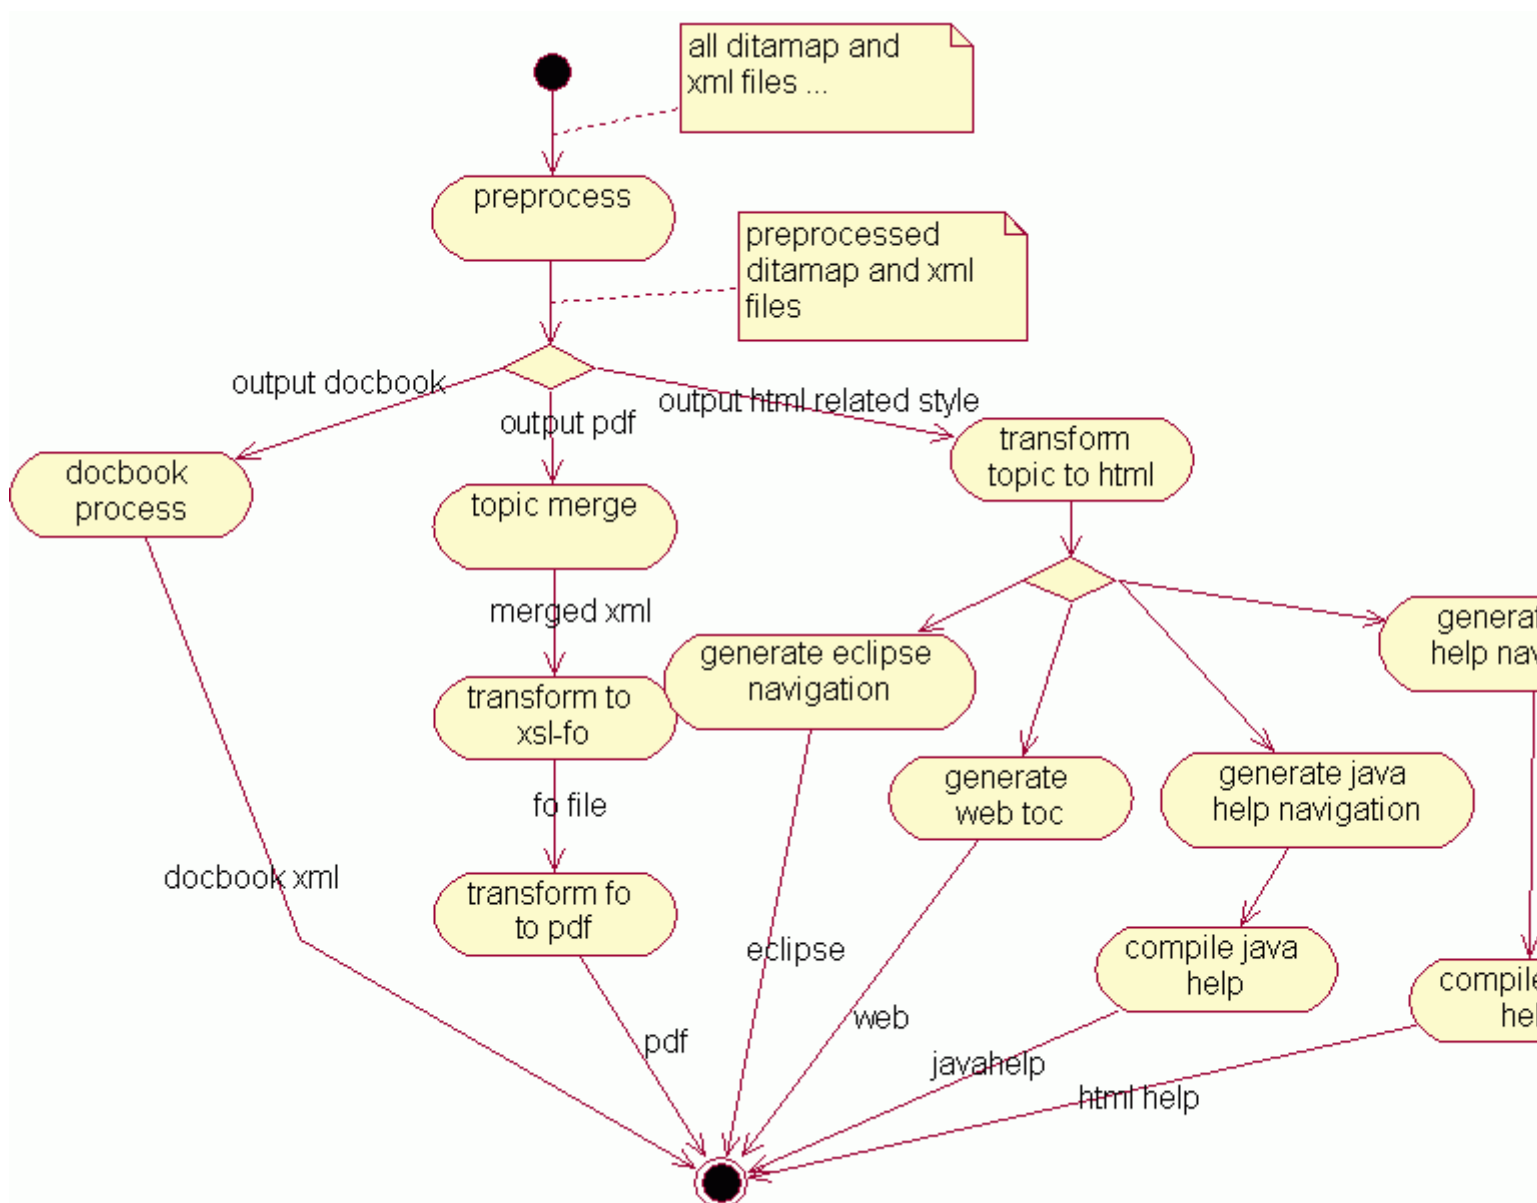 all ditamap and
xml files ...
preprocess
preprocessed
ditamap and xml
files
output docbook
output pdf
output html related style
docbook
process
topic merge
transform
topic to html
merged xml
generate eclipse
navigation
help
transform to
xsl-fo
generate
web toc
generate java
help navigation
fo file
docbook xml
transform fo
to pdf
eclipse
compile java
help
compile
web
pdf
javahelp
html help